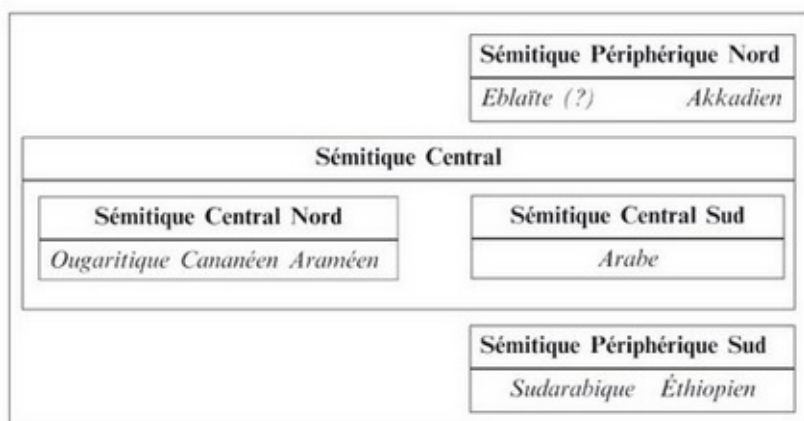 Sémitique Périphérique Nord
Eblaïte (?) Akkadien
Sémitique Central
Sémitique Central Nord
Ougaritique Cananéen Araméen
Sémitique Central Sud
Arabe
Sémitique Périphérique Sud
Sudarabique Éthiopien